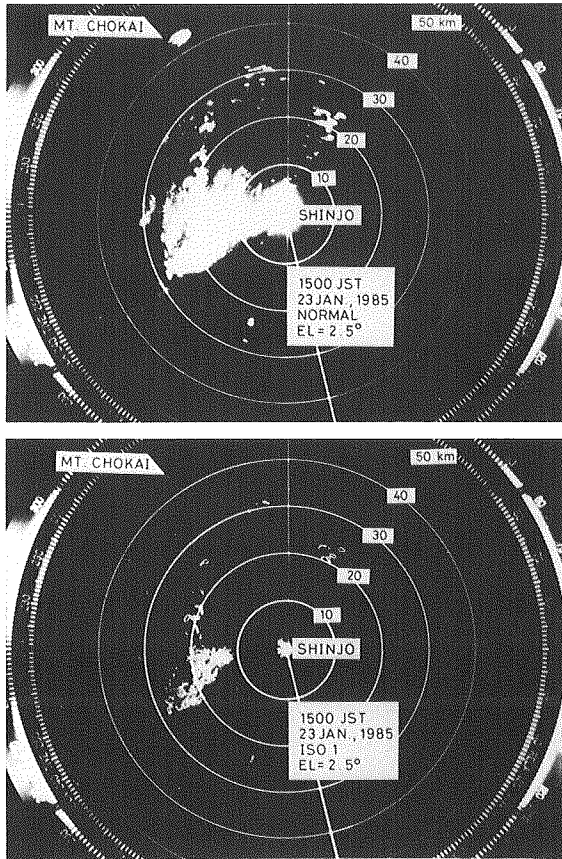 MT. CHOKAI
50 km
40
30
20
10
SHINJO
1500 JST
23 JAN., 1985
NORMAL
EL = 2.5°
MT. CHOKAI
50 km
40
30
20
10
SHINJO
1500 JST
23 JAN., 1985
ISO 1
EL = 2.5°